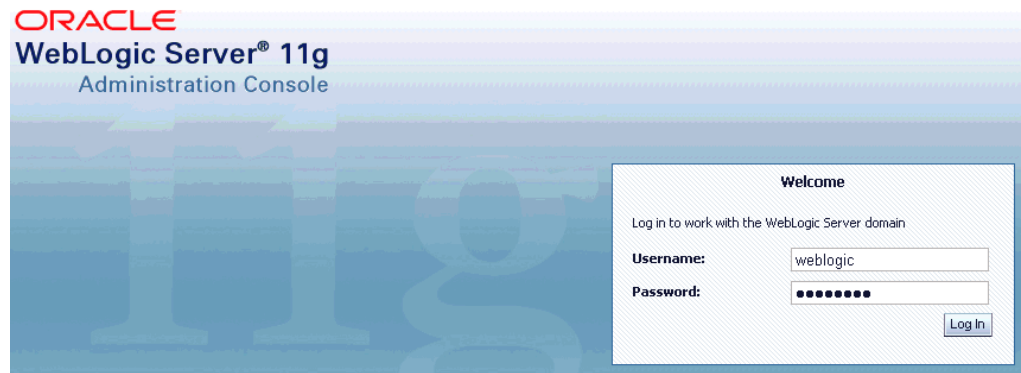 ORACLE
WebLogic Server® 11g
Administration Console
11g
Welcome
Log in to work with the WebLogic Server domain
Username: weblogic
Password: ●●●●●●●●
Log In